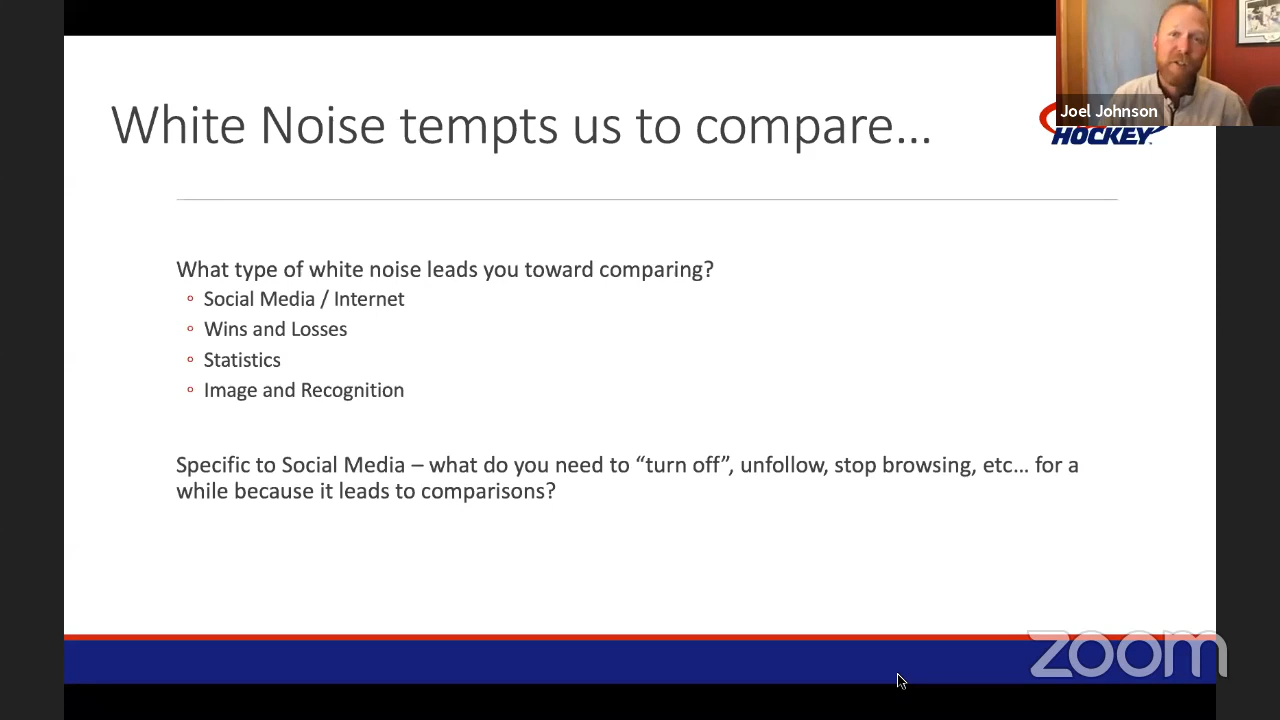 White Noise tempts us to compare…
Joel Johnson
HOCKEY
What type of white noise leads you toward comparing?
Social Media / Internet
Wins and Losses
Statistics
Image and Recognition
Specific to Social Media – what do you need to “turn off”, unfollow, stop browsing, etc… for a
while because it leads to comparisons?
zoom